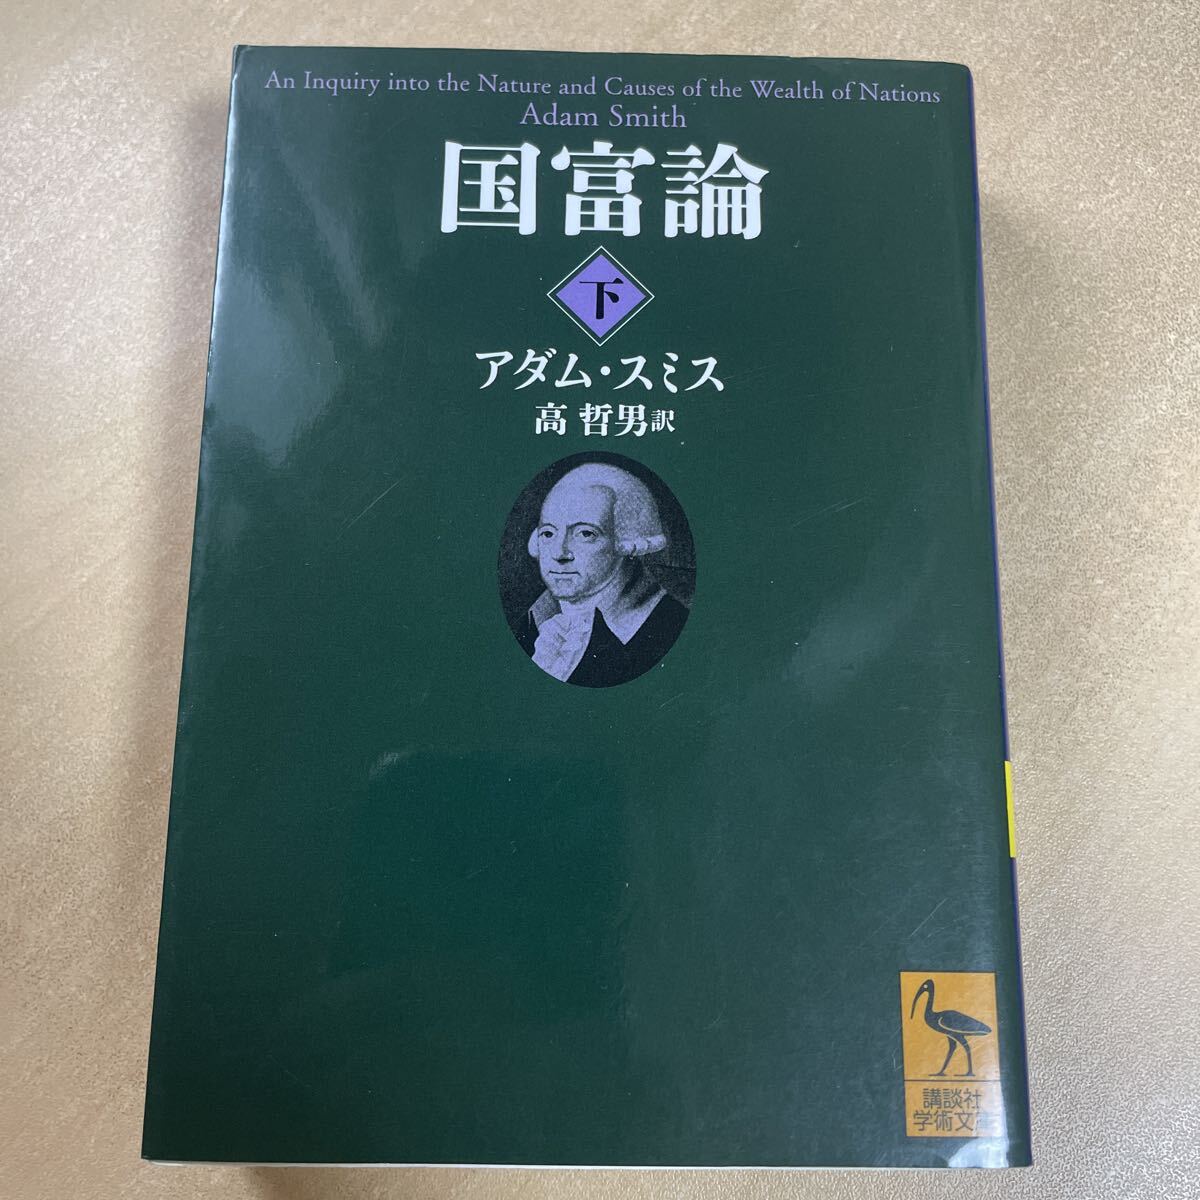 An Inquiry into the Nature and Causes of the Wealth of Nations
Adam Smith
国富論
下
アダム・スミス
高 哲男訳
講談社
学術文庫